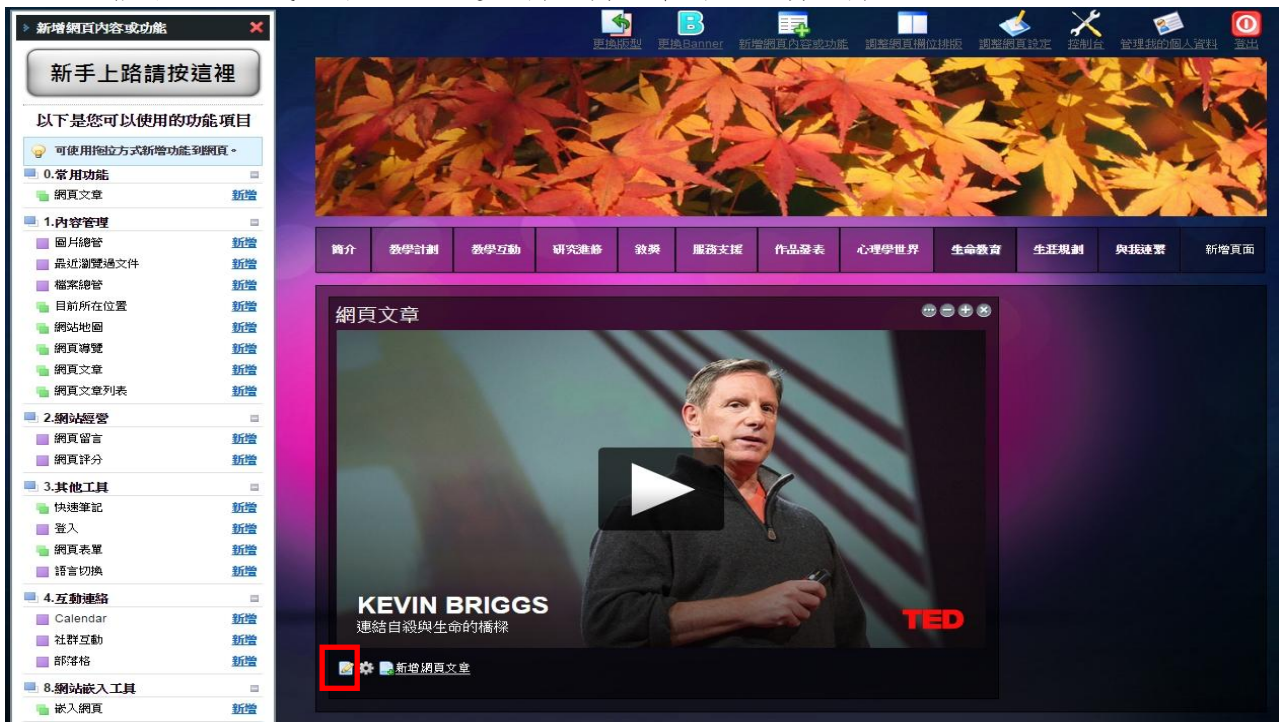 新增網頁內容或功能
新手上路請按這裡
以下是您可以使用的功能項目
可使用拖拉方式新增功能到網頁。
0.常用功能
網頁文章 新增
1.內容管理
圖片總管 新增
最近瀏覽過文件 新增
檔案總管 新增
目前所在位置 新增
網站地圖 新增
網頁導覽 新增
網頁文章 新增
網頁文章列表 新增
2.網站經營
網頁留言 新增
網頁評分 新增
3.其他工具
快速筆記 新增
登入 新增
網頁表單 新增
語言切換 新增
4.互動連絡
Calendar 新增
社群互動 新增
部落格 新增
8.網站嵌入工具
嵌入網頁 新增
更換版型 更換Banner 新增網頁內容或功能 調整網頁欄位排版 調整網頁設定 控制台 管理我的個人資料 登出
簡介 教學計劃 教學互動 研究進修 敘獎 服務支援 作品發表 心理學世界 生命教育 生涯規劃 與我連繫 新增頁面
網頁文章
KEVIN BRIGGS
連結自殺與生命的橋樑
TED
新增網頁文章